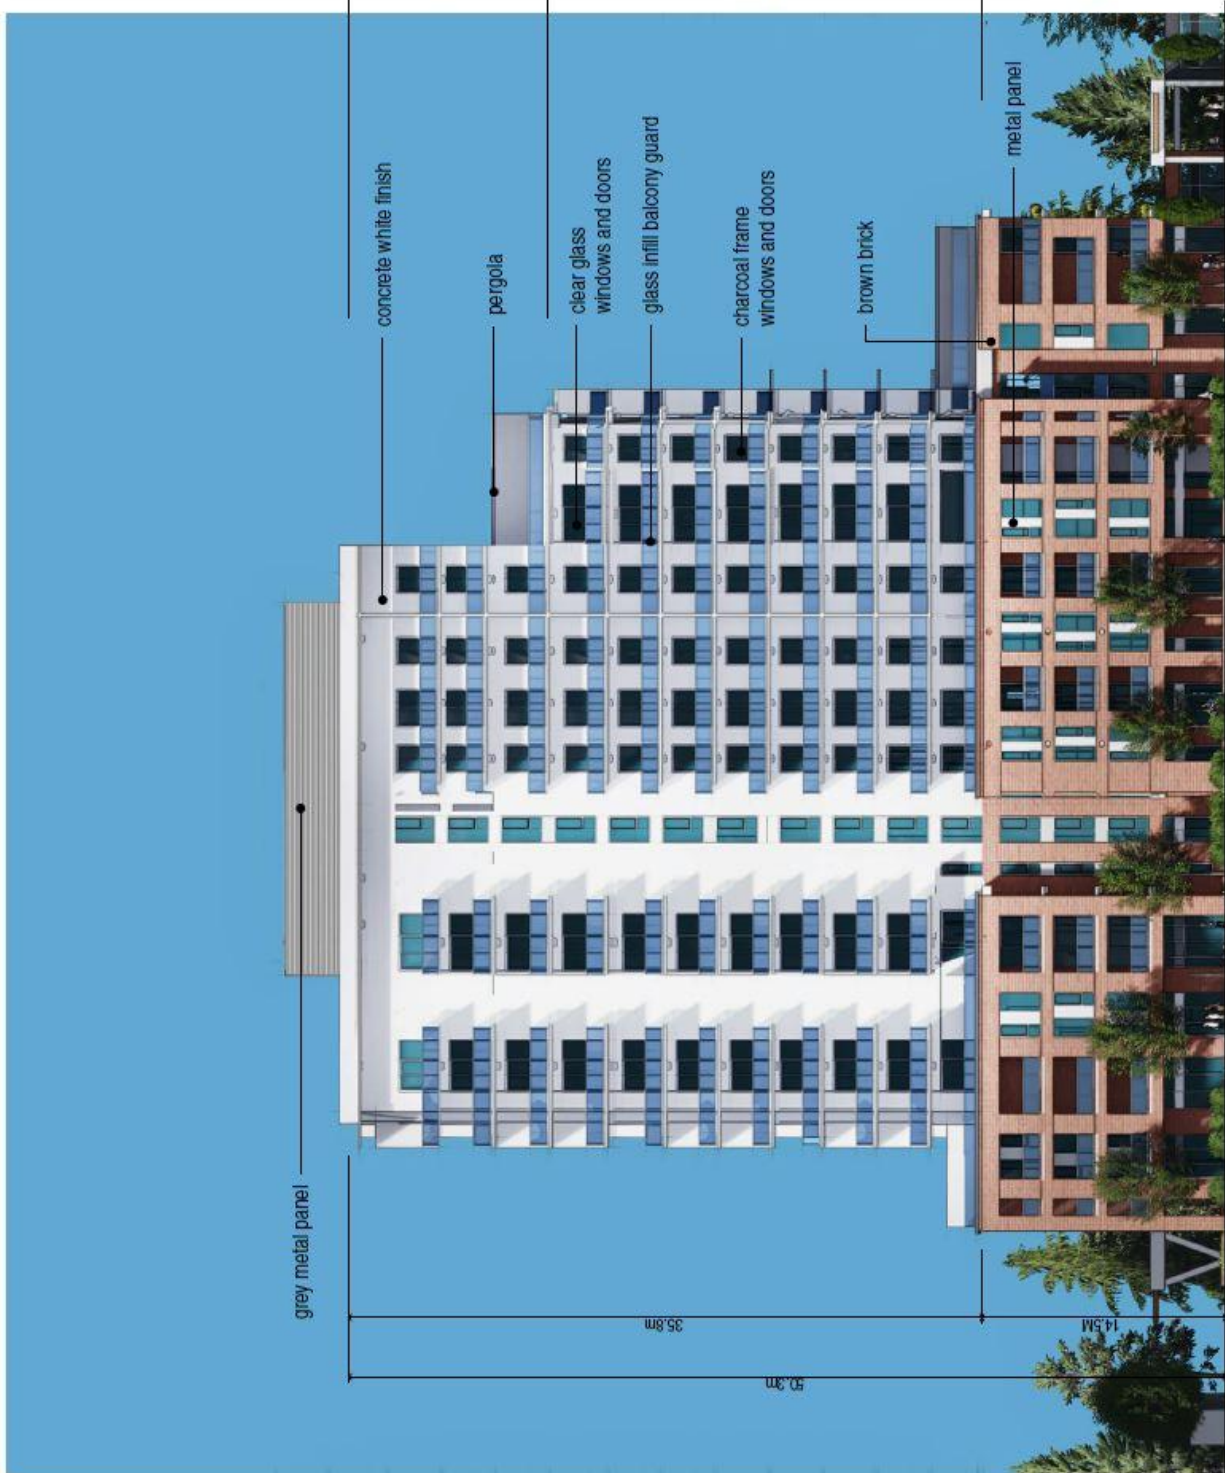 grey metal panel
concrete white finish
pergola
clear glass
windows and doors
glass infill balcony guard
charcoal frame
windows and doors
brown brick
metal panel
35.8m
14.5M
50.3m